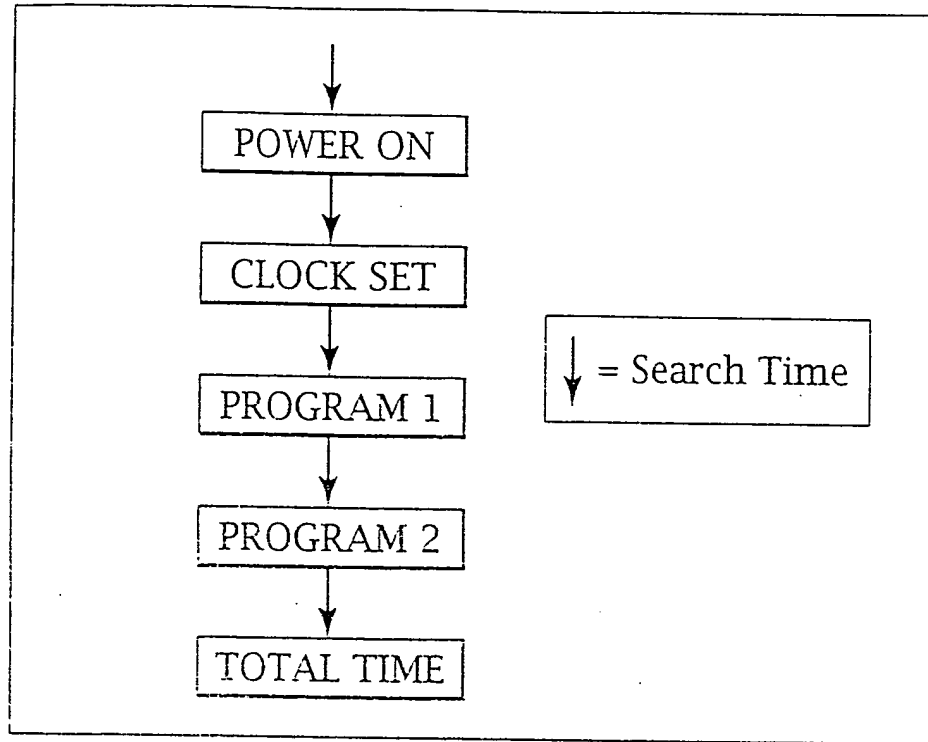 POWER ON
CLOCK SET
PROGRAM 1
= Search Time
PROGRAM 2
TOTAL TIME